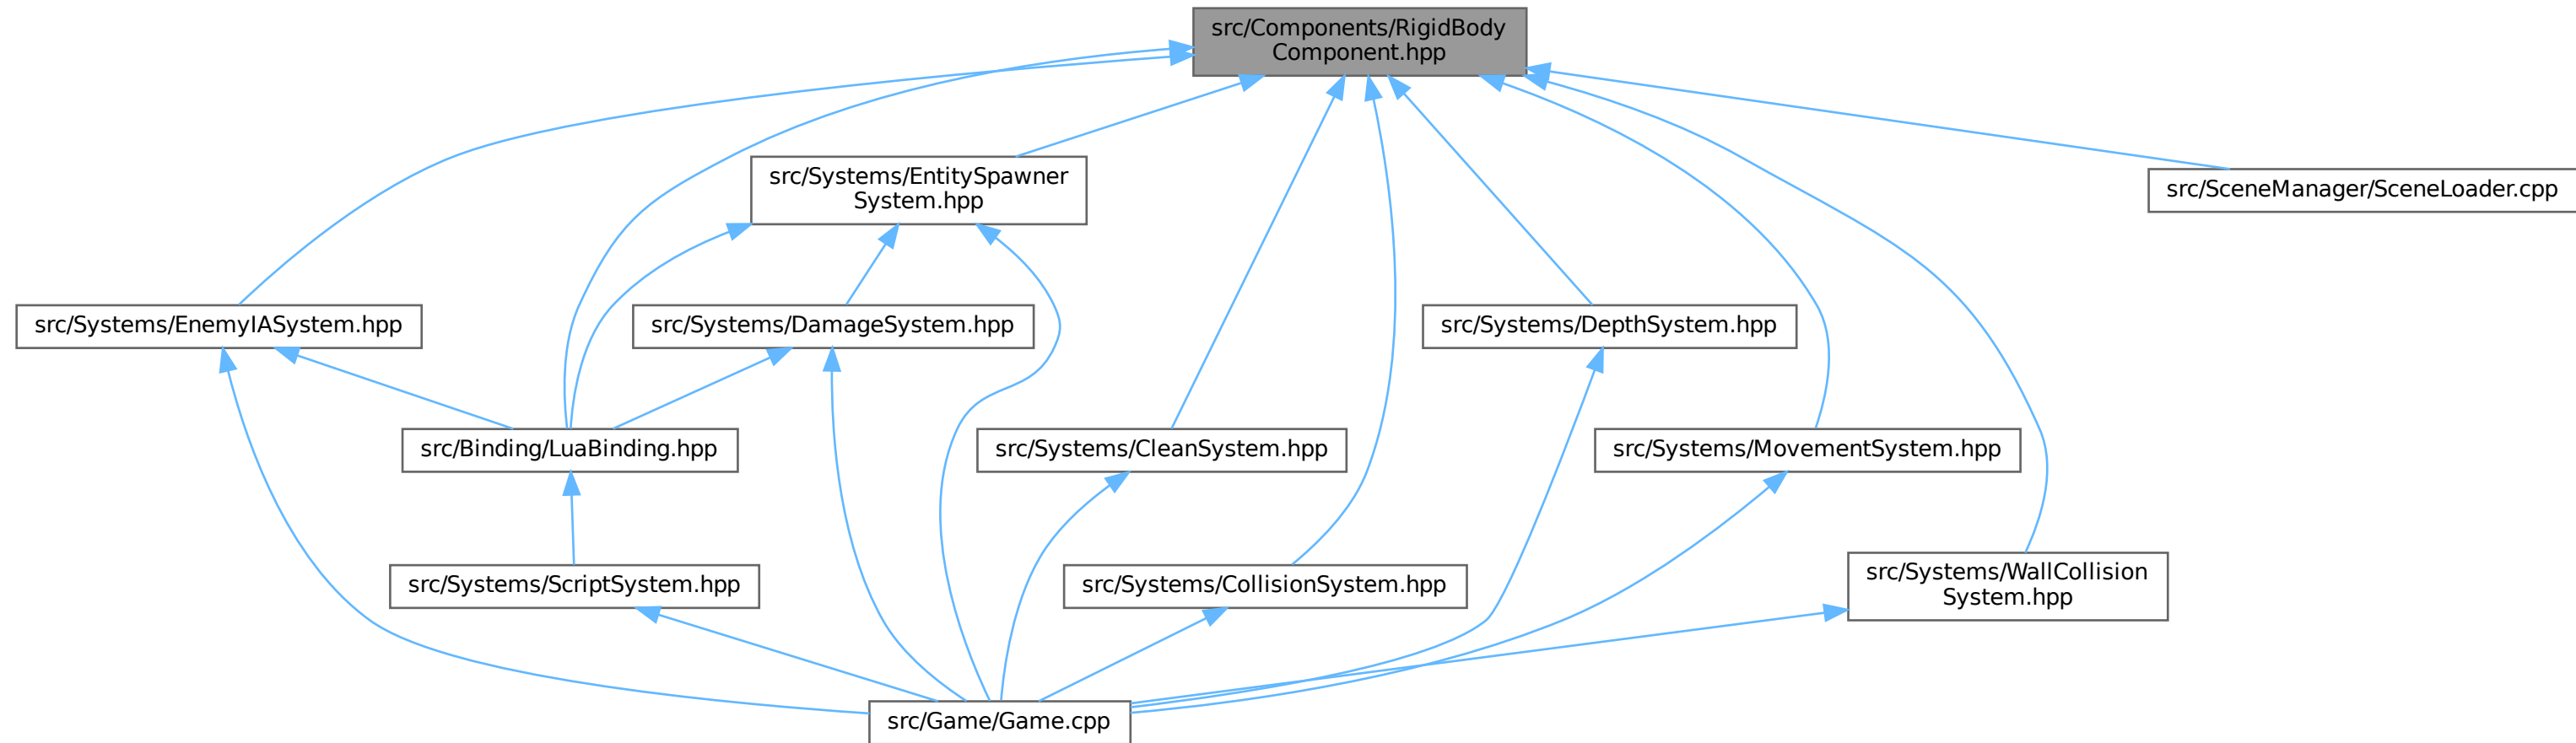 src/Components/RigidBody
Component.hpp
src/Systems/EntitySpawner
System.hpp
src/SceneManager/SceneLoader.cpp
src/Systems/EnemyIASystem.hpp
src/Systems/DamageSystem.hpp
src/Systems/DepthSystem.hpp
src/Binding/LuaBinding.hpp
src/Systems/CleanSystem.hpp
src/Systems/MovementSystem.hpp
src/Systems/ScriptSystem.hpp
src/Systems/CollisionSystem.hpp
src/Systems/WallCollision
System.hpp
src/Game/Game.cpp